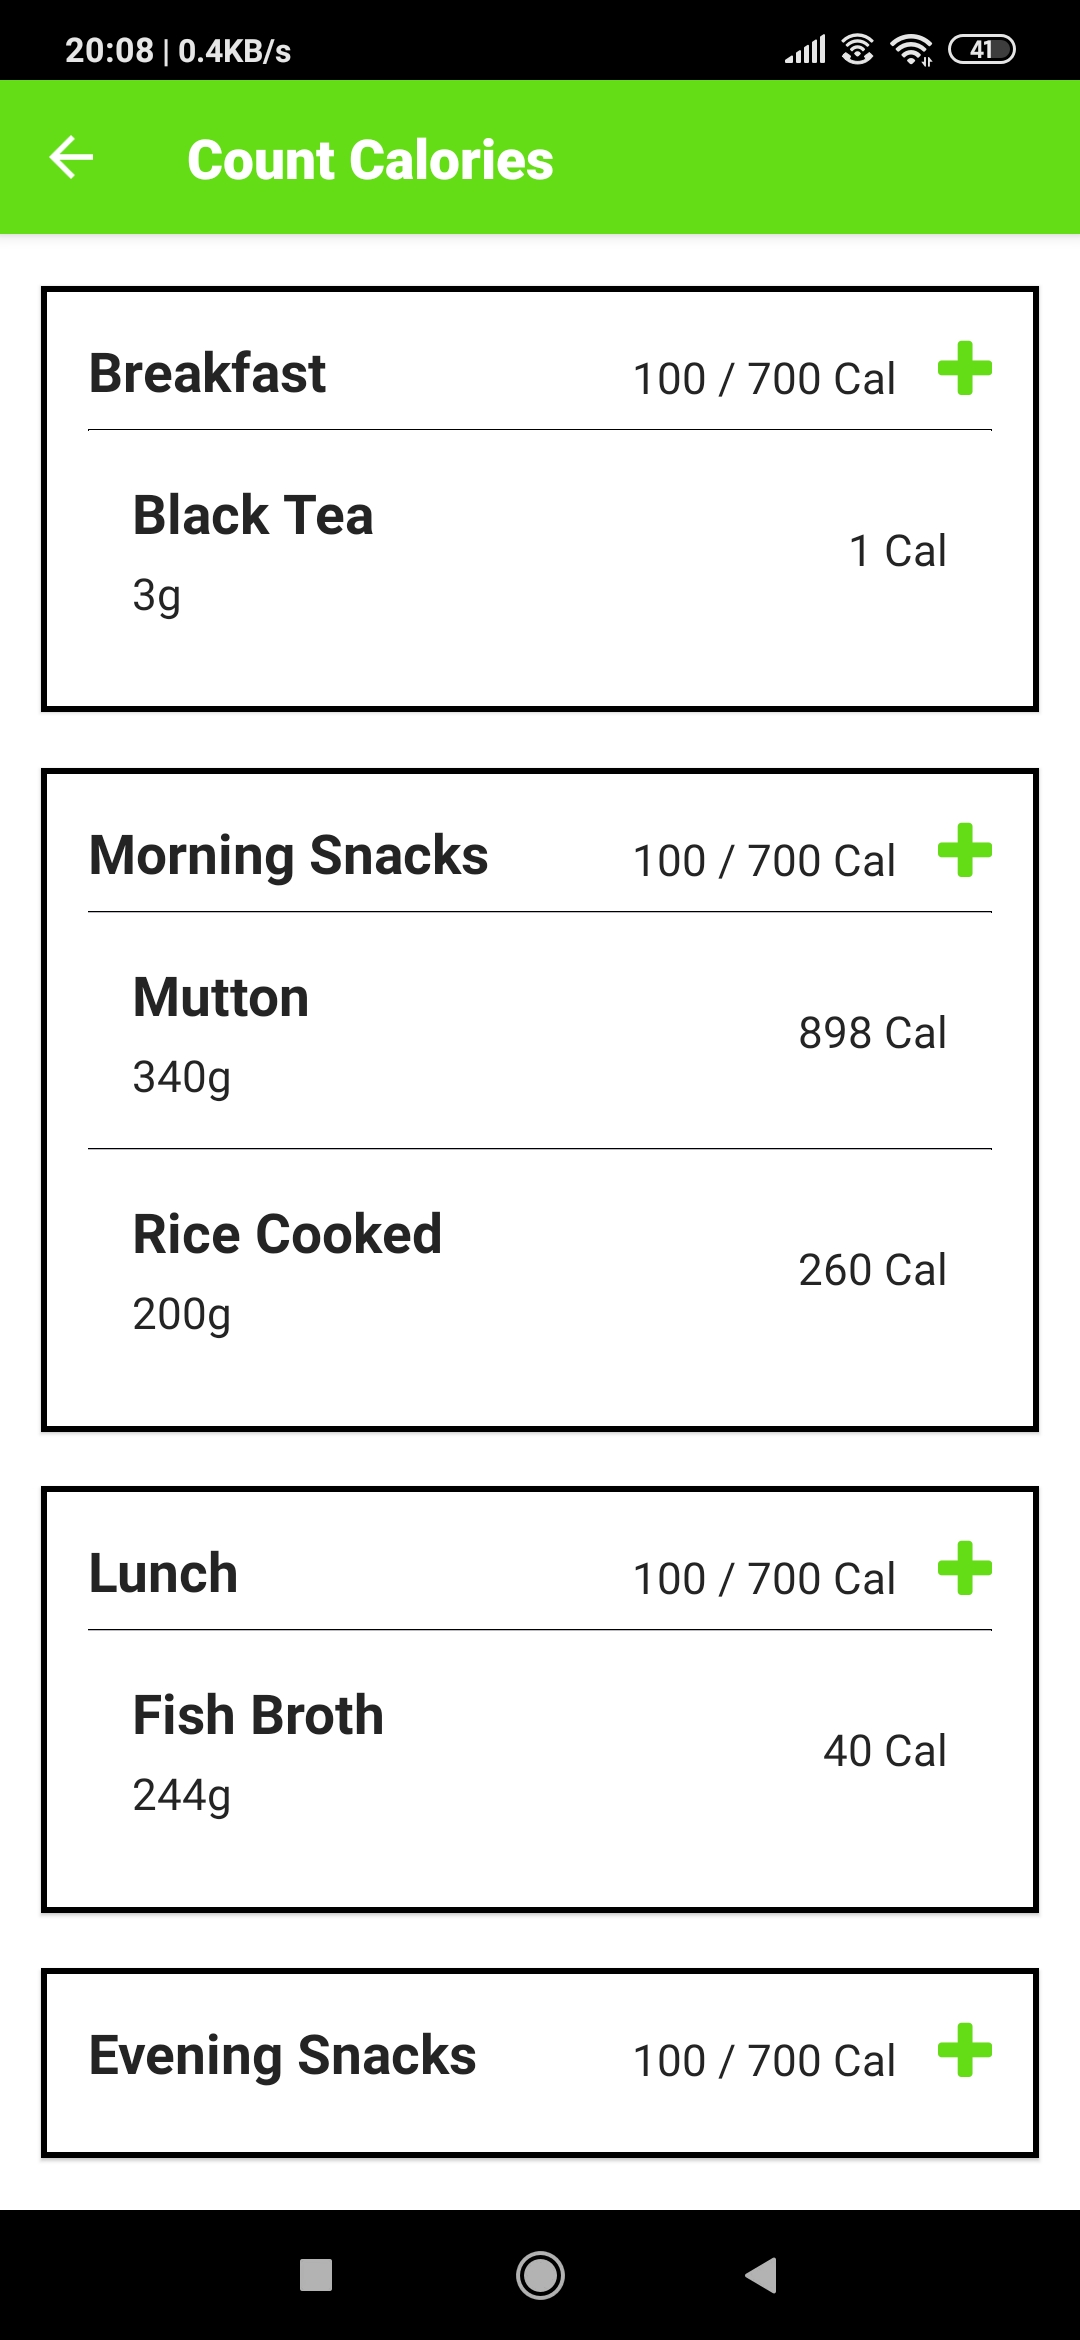 20:08 | 0.4KB/s 41
Count Calories
Breakfast 100 / 700 Cal
Black Tea
1 Cal
3g
Morning Snacks 100 / 700 Cal
Mutton
898 Cal
340g
Rice Cooked
260 Cal
200g
Lunch 100 / 700 Cal
Fish Broth
40 Cal
244g
Evening Snacks 100 / 700 Cal